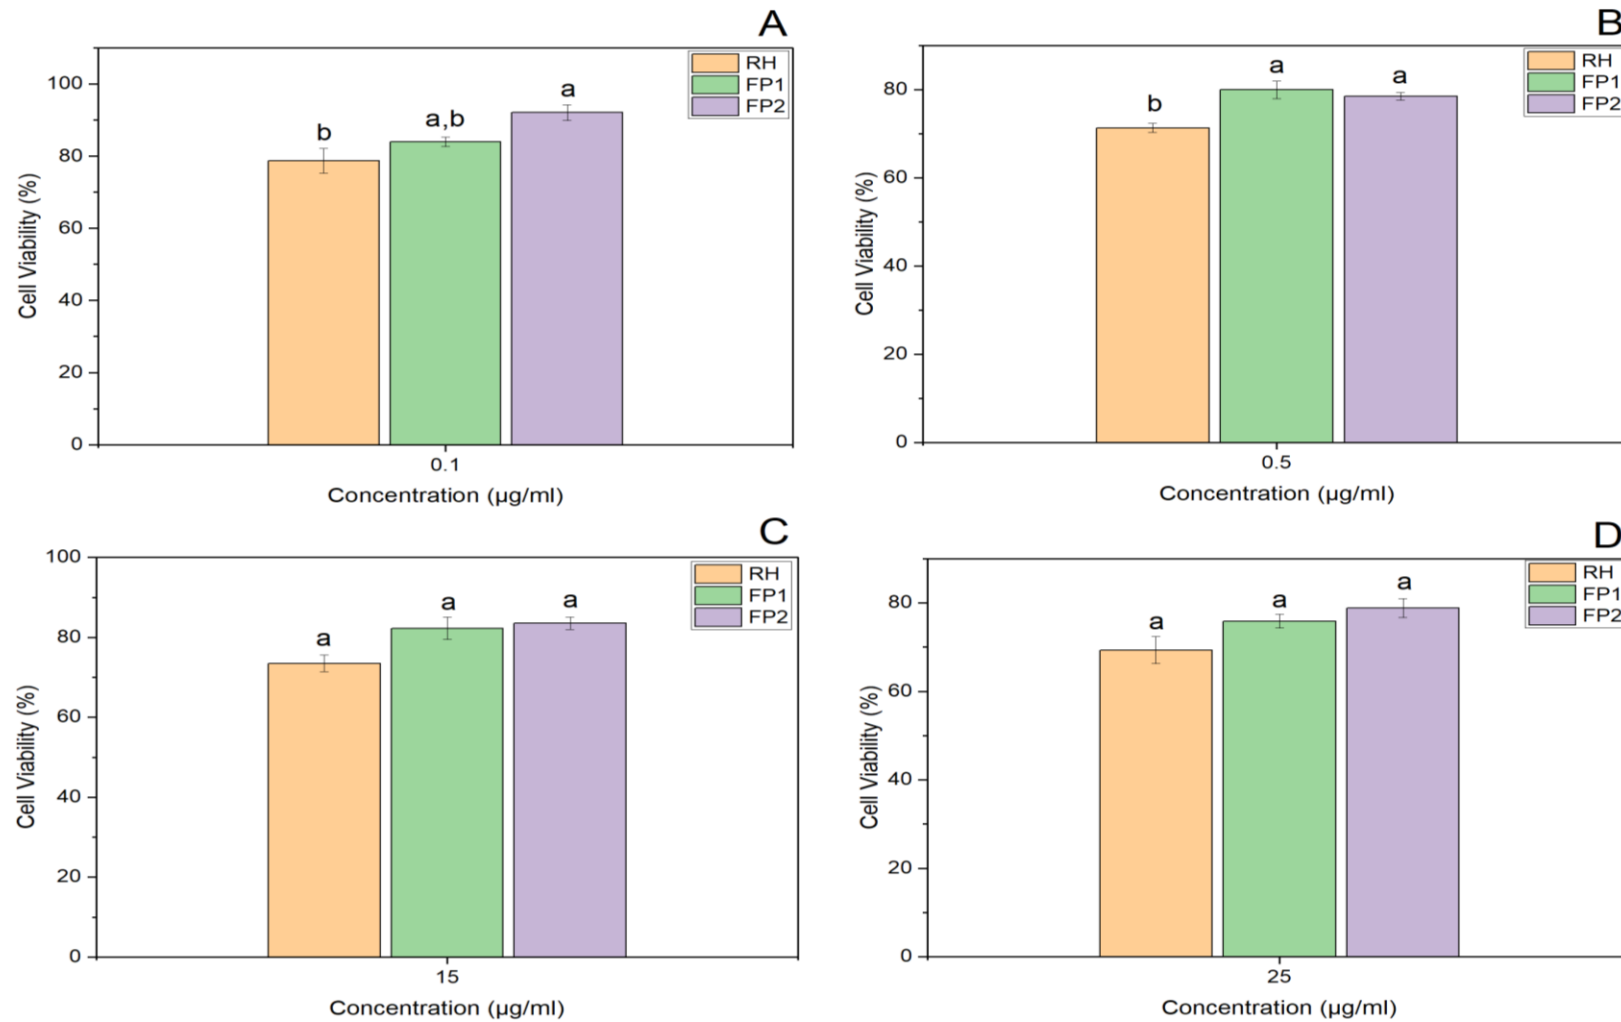 A
RH
FP1
FP2
100
80
60
40
20
0
Cell Viability (%)
b
a,b
a
0.1
Concentration (µg/ml)
B
RH
FP1
FP2
80
60
40
20
0
Cell Viability (%)
b
a
a
0.5
Concentration (µg/ml)
C
RH
FP1
FP2
100
80
60
40
20
0
Cell Viability (%)
a
a
a
15
Concentration (µg/ml)
D
RH
FP1
FP2
80
60
40
20
0
Cell Viability (%)
a
a
a
25
Concentration (µg/ml)